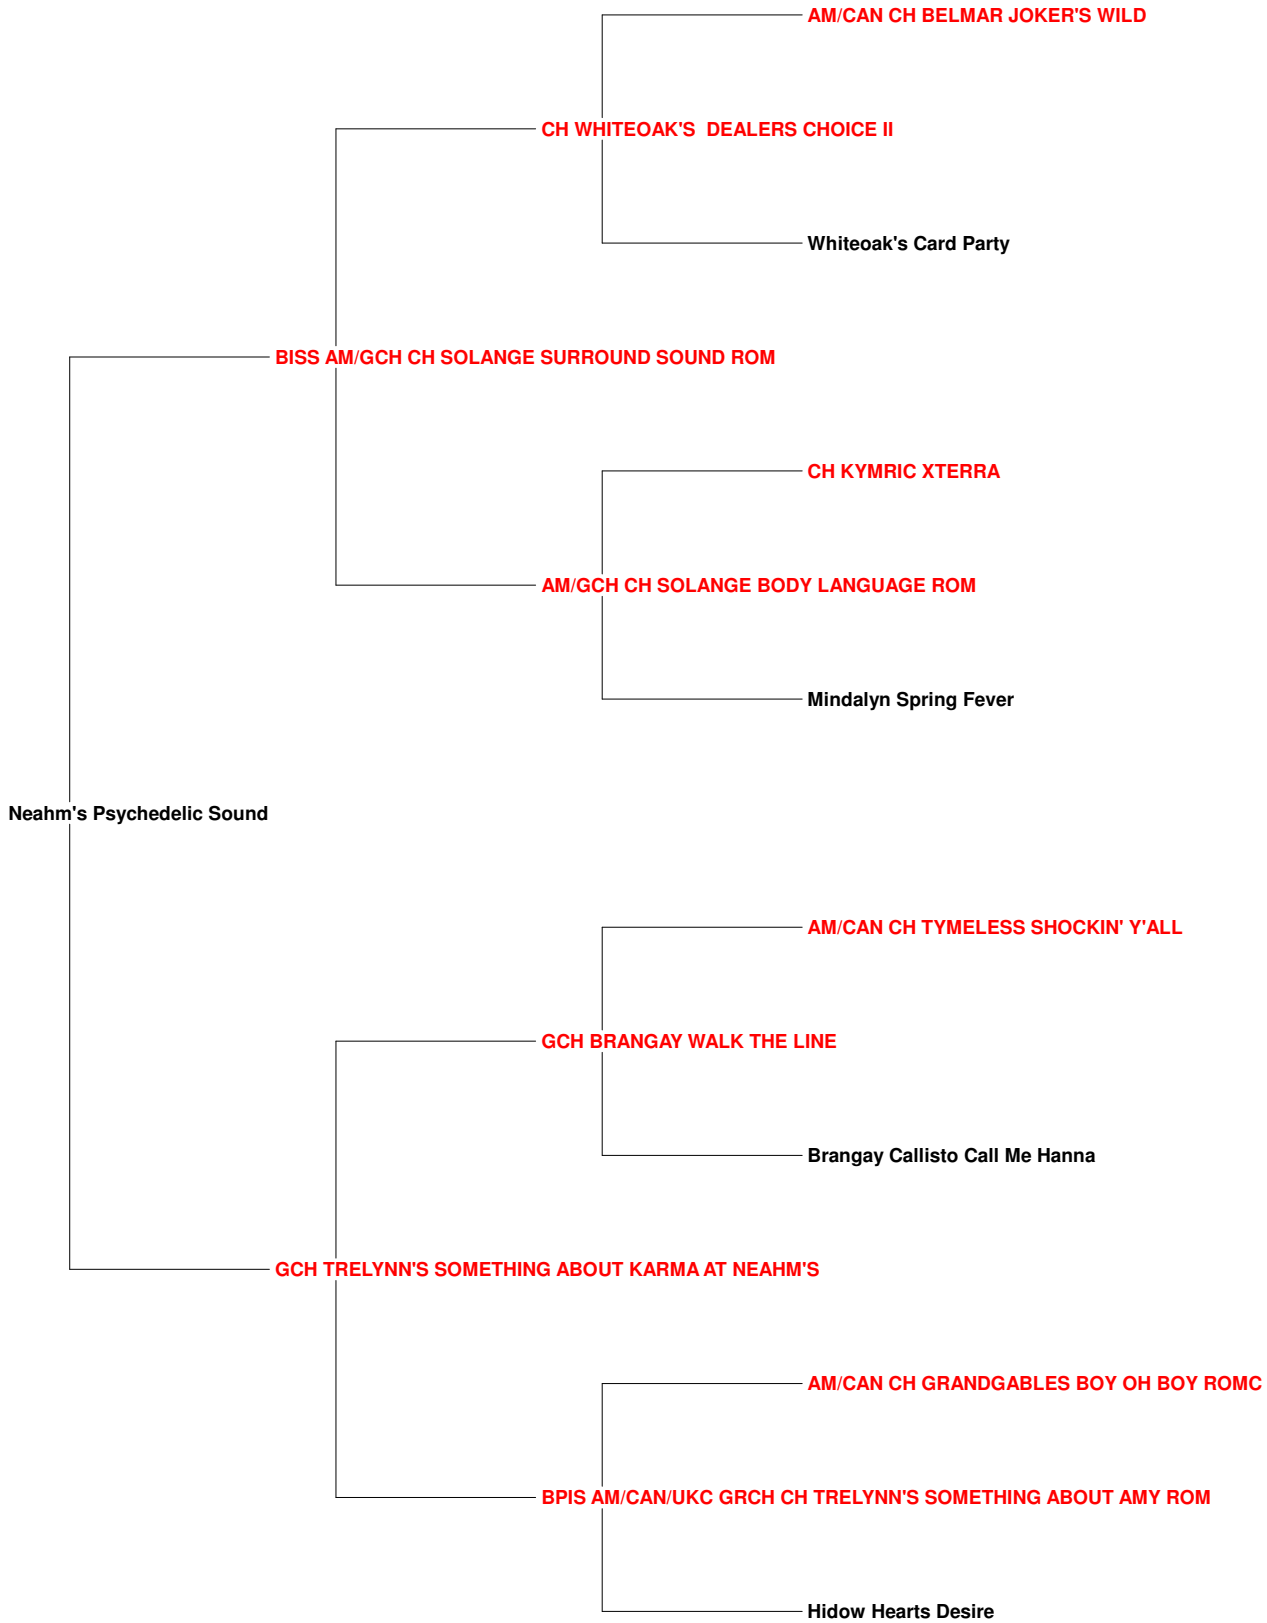 AM/CAN CH BELMAR JOKER'S WILD
CH WHITEOAK'S  DEALERS CHOICE II
Whiteoak's Card Party
BISS AM/GCH CH SOLANGE SURROUND SOUND ROM
CH KYMRIC XTERRA
AM/GCH CH SOLANGE BODY LANGUAGE ROM
Mindalyn Spring Fever
Neahm's Psychedelic Sound
AM/CAN CH TYMELESS SHOCKIN' Y'ALL
GCH BRANGAY WALK THE LINE
Brangay Callisto Call Me Hanna
GCH TRELYNN'S SOMETHING ABOUT KARMA AT NEAHM'S
AM/CAN CH GRANDGABLES BOY OH BOY ROMC
BPIS AM/CAN/UKC GRCH CH TRELYNN'S SOMETHING ABOUT AMY ROM
Hidow Hearts Desire